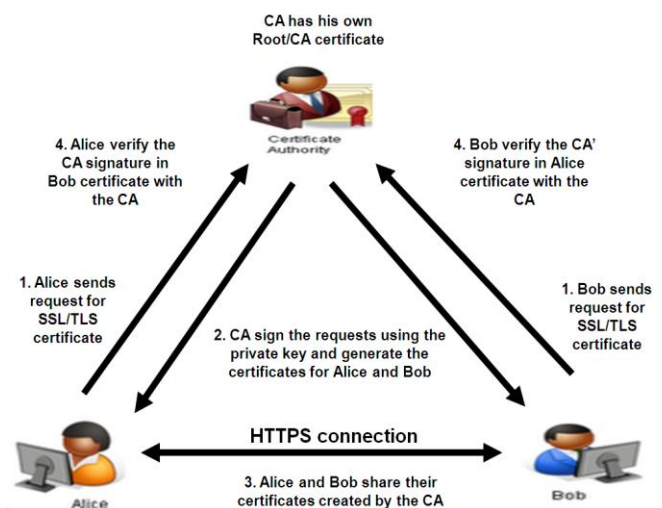 CA has his own
Root/CA certificate
Certificate
Authority
4. Alice verify the
CA signature in
Bob certificate with
the CA
4. Bob verify the CA'
signature in Alice
certificate with the
CA
1. Alice sends
request for
SSL/TLS
certificate
1. Bob sends
request for
SSL/TLS
certificate
2. CA sign the requests using the
private key and generate the
certificates for Alice and Bob
HTTPS connection
3. Alice and Bob share their
certificates created by the CA
Alice
Bob